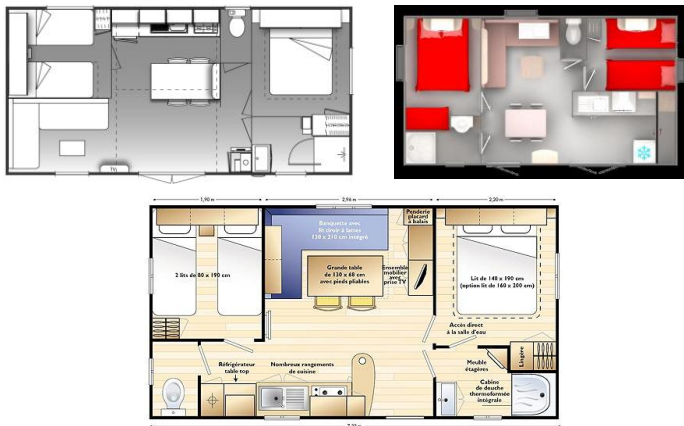 TV
1,90 m
2,96 m
2,20 m
Banquette avec
lit tiroir à lattes
130 x 210 cm intégré
Penderie
placard
à balais
2 lits de 80 x 190 cm
Grande table
de 130 x 68 cm
avec pieds pliables
Ensemble
mobilier
avec
prise TV
Lit de 140 x 190 cm
(option lit de 160 x 200 cm)
Accès direct
à la salle d'eau
Réfrigérateur
table top
Nombreux rangements
de cuisine
Meuble
étagères
Lingère
Cabine
de douche
thermoformée
intégrale